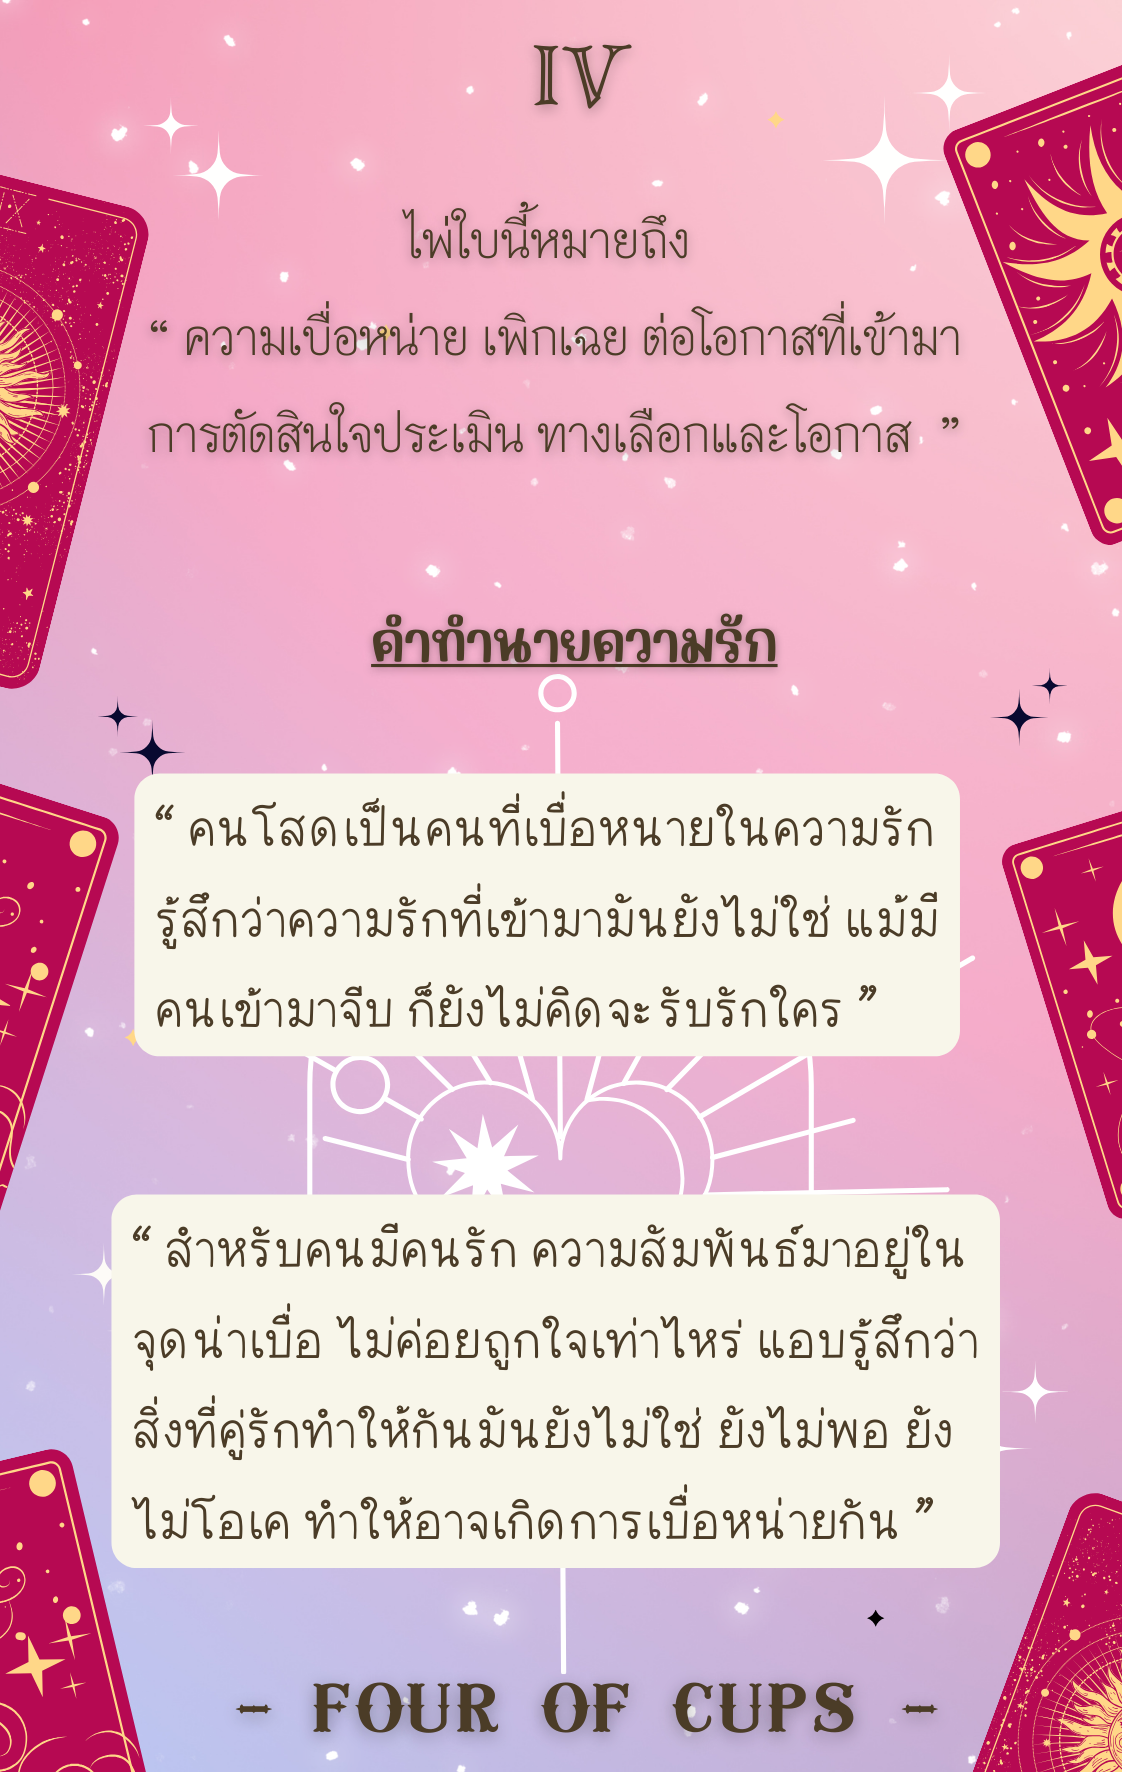 IV
ไพ่ใบนี้หมายถึง
“ ความเบื่อหน่าย เพิกเฉย ต่อโอกาสที่เข้ามา
การตัดสินใจประเมิน ทางเลือกและโอกาส ”
คำทำนายความรัก
“ คนโสดเป็นคนที่เบื่อหนายในความรัก
รู้สึกว่าความรักที่เข้ามามันยังไม่ใช่ แม้มี
คนเข้ามาจีบ ก็ยังไม่คิดจะรับรักใคร ”
“ สำหรับคนมีคนรัก ความสัมพันธ์มาอยู่ใน
จุดน่าเบื่อ ไม่ค่อยถูกใจเท่าไหร่ แอบรู้สึกว่า
สิ่งที่คู่รักทำให้กันมันยังไม่ใช่ ยังไม่พอ ยัง
ไม่โอเค ทำให้อาจเกิดการเบื่อหน่ายกัน ”
- FOUR OF CUPS -